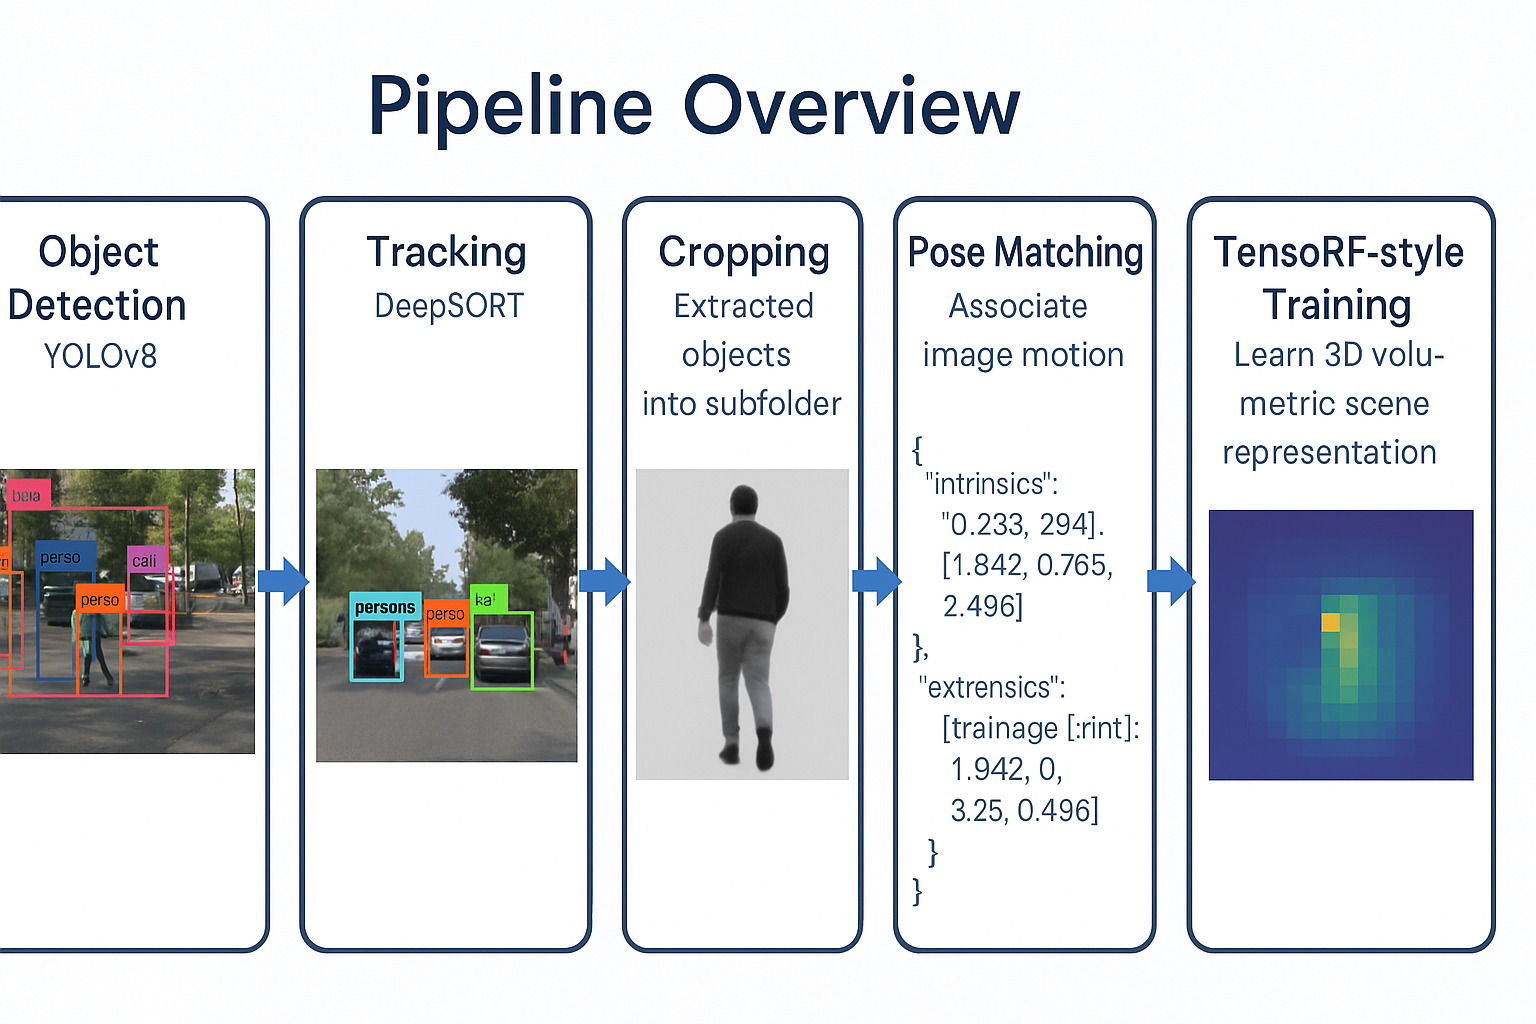 Pipeline Overview
Object
Detection
YOLOv8
bela
perso
cali
perso
Tracking
DeepSORT
persons
perso
ka'
Cropping
Extracted
objects
into subfolder
Pose Matching
Associate
image motion
{
"intrinsics":
"0.233, 294].
[1.842, 0.765,
2.496]
},
"extrensics":
[trainage [:rint]:
1.942, 0,
3.25, 0.496]
}
}
TensoRF-style
Training
Learn 3D volu-
metric scene
representation